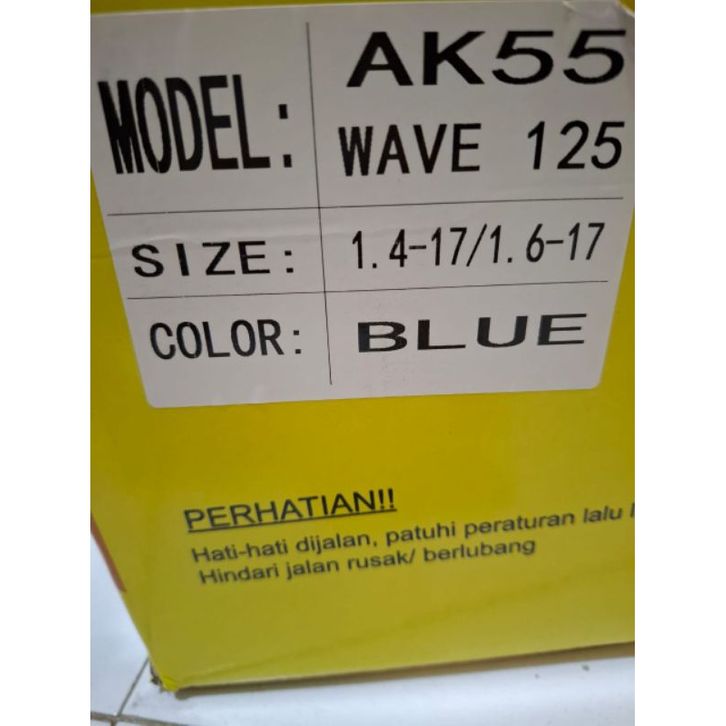 MODEL: AK55
WAVE 125
SIZE: 1.4-17/1.6-17
COLOR: BLUE
PERHATIAN!!
Hati-hati dijalan, patuhi peraturan lalu
Hindari jalan rusak/ berlubang